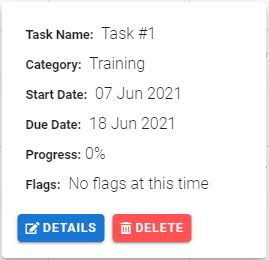 Task Name: Task #1
Category: Training
Start Date: 07 Jun 2021
Due Date: 18 Jun 2021
Progress: 0%
Flags: No flags at this time
DETAILS DELETE